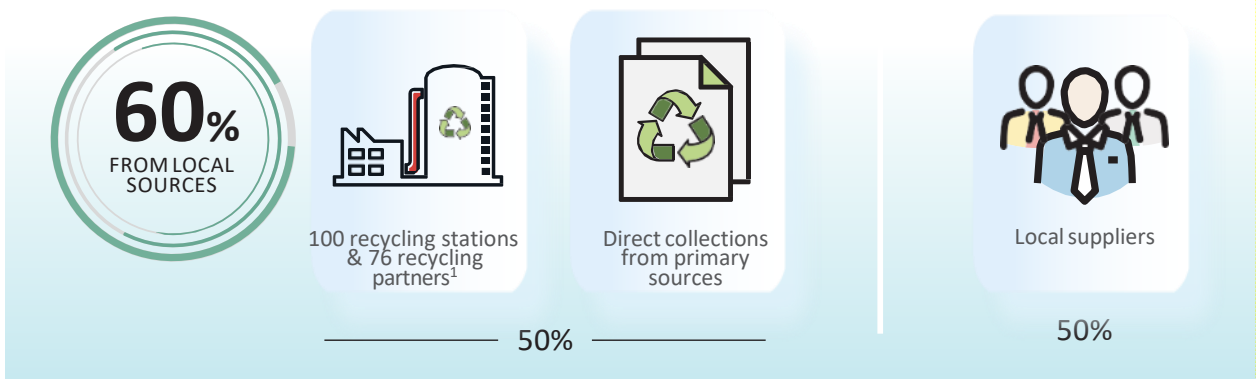 60%
FROM LOCAL
SOURCES
100 recycling stations
& 76 recycling
partners1
Direct collections
from primary
sources
50%
Local suppliers
50%